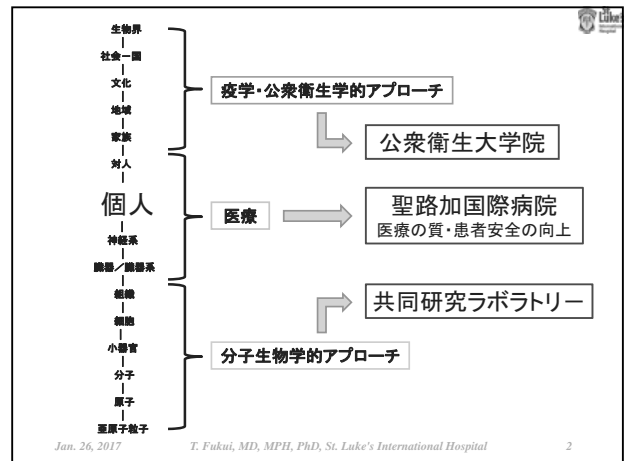 St. Luke's
International
Hospital
生物界
社会ー国
文化
地域
家族
対人
個人
神経系
臓器／臓器系
組織
細胞
小器官
分子
原子
亜原子粒子
疫学・公衆衛生学的アプローチ
公衆衛生大学院
医療
聖路加国際病院
医療の質・患者安全の向上
共同研究ラボラトリー
分子生物学的アプローチ
Jan. 26, 2017 T. Fukui, MD, MPH, PhD, St. Luke's International Hospital 2